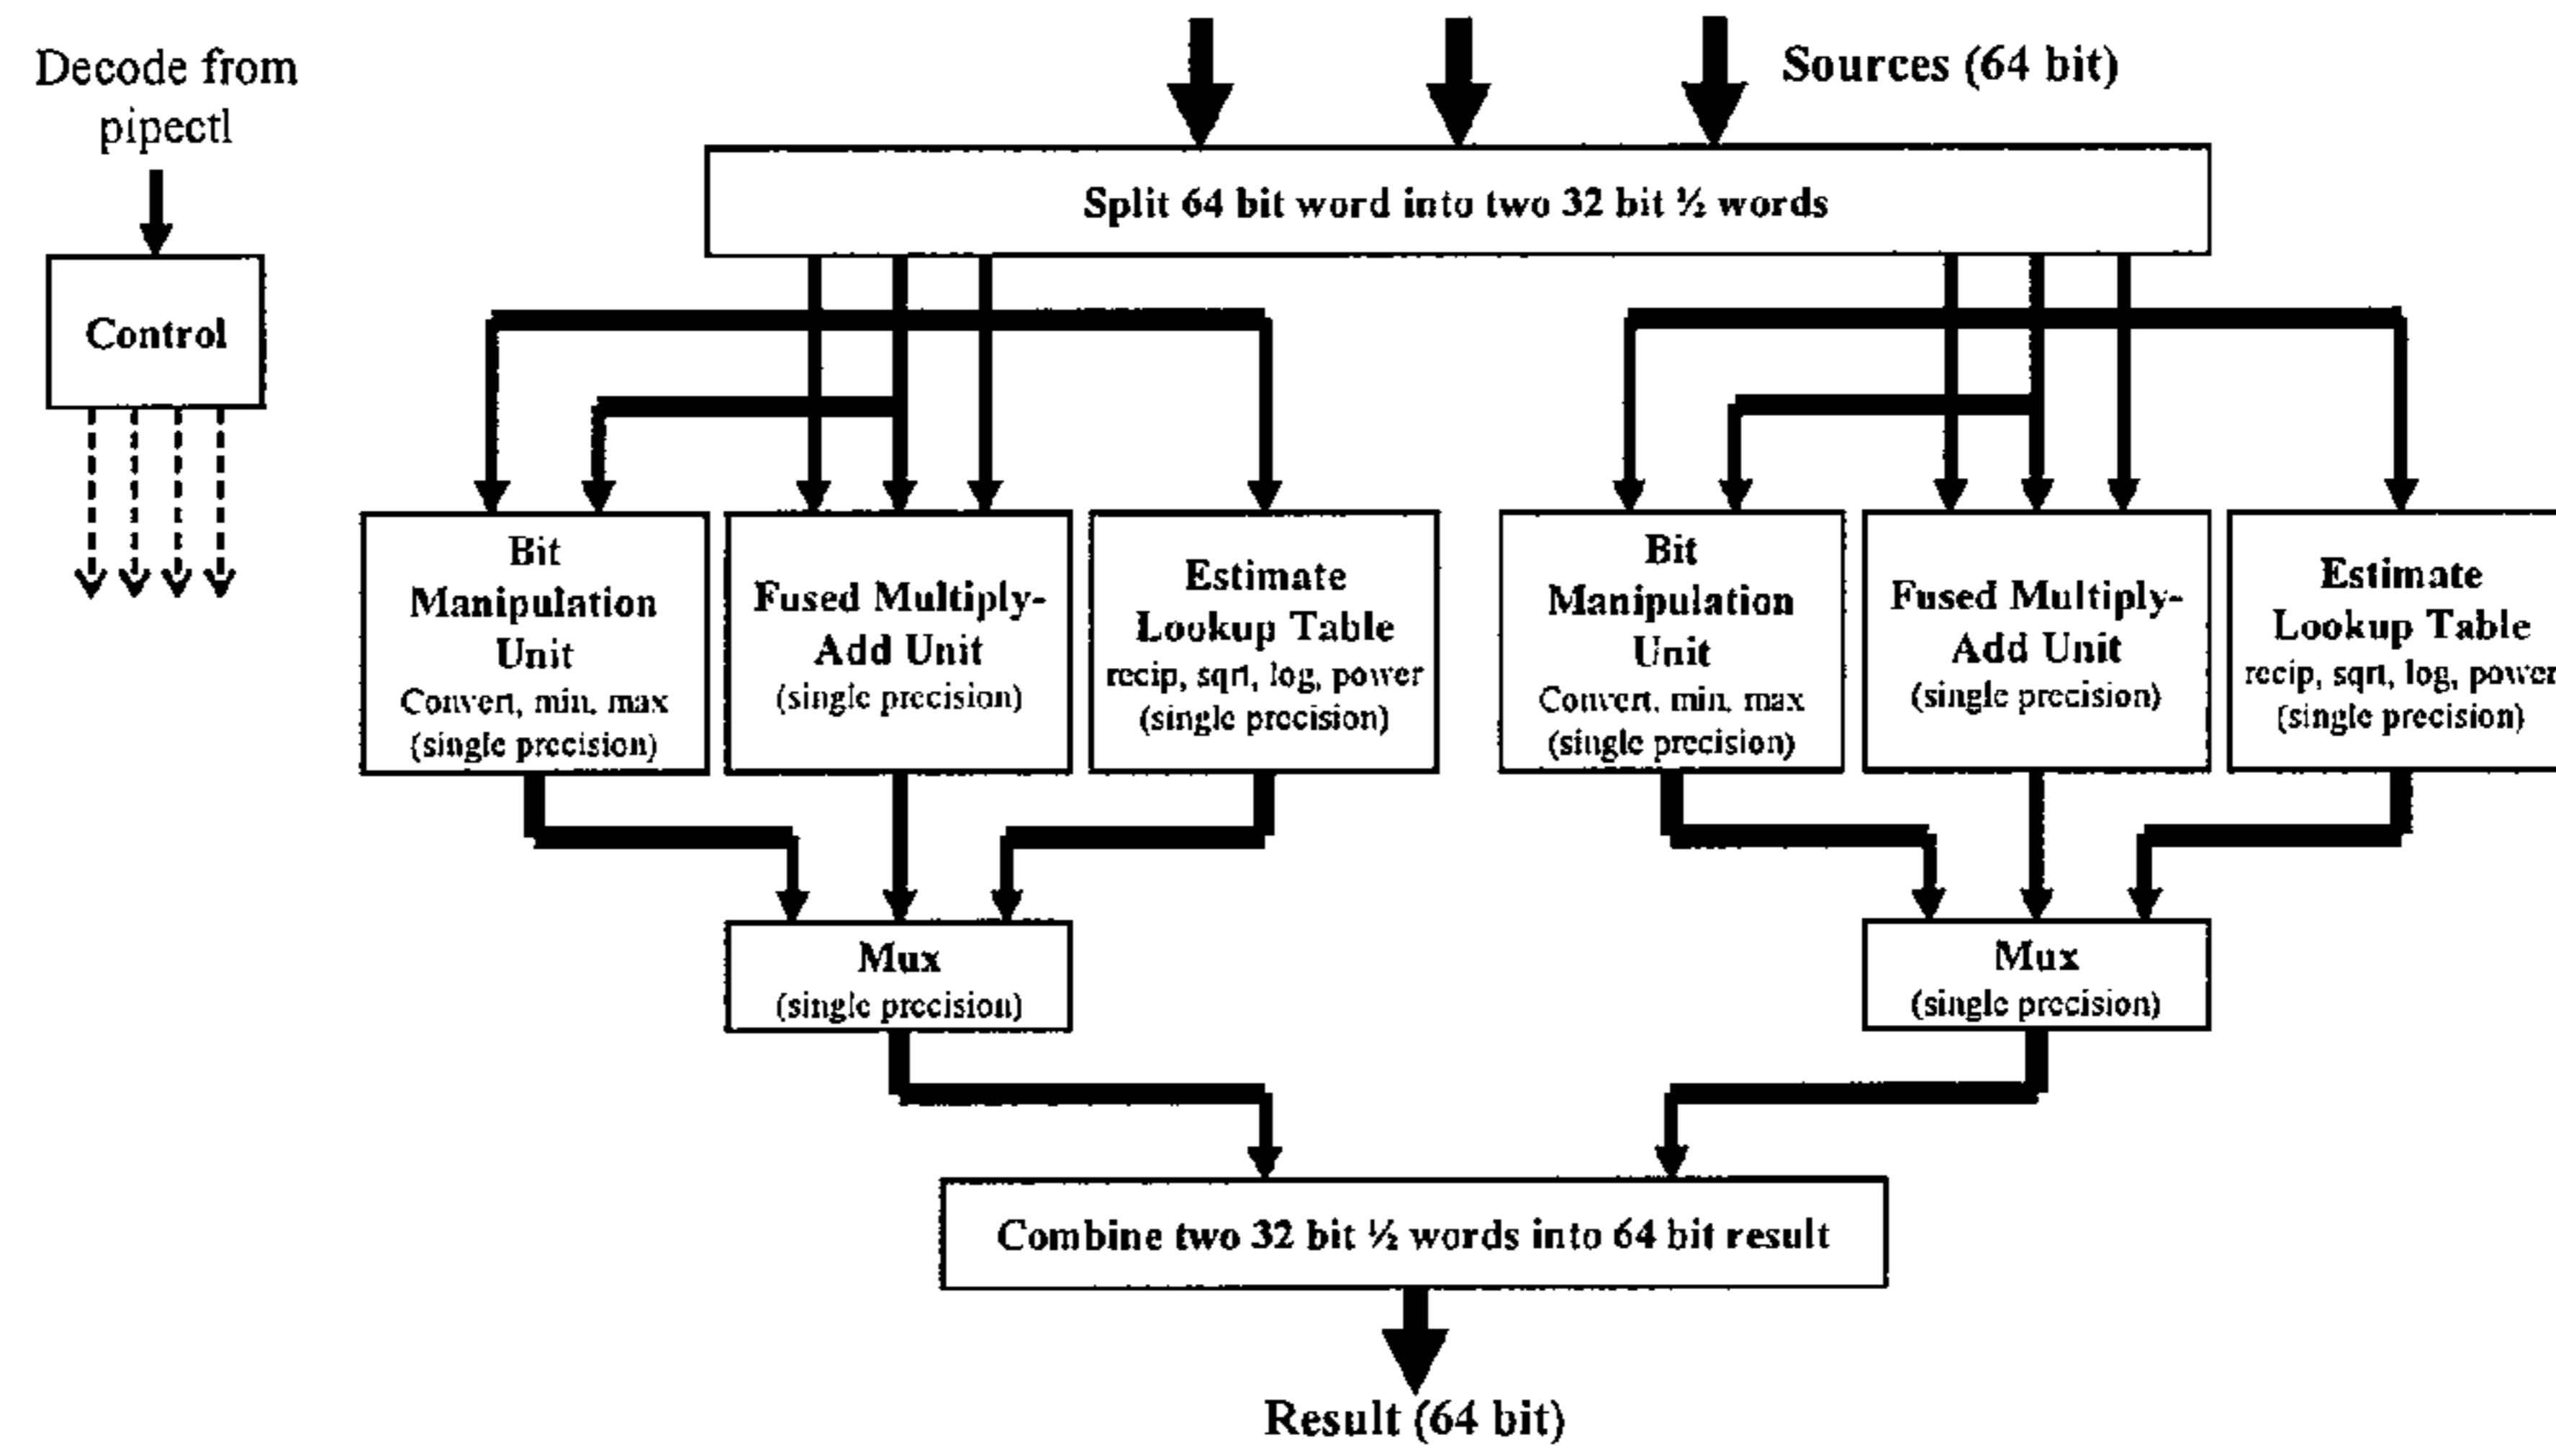 Decode from
pipectl
Sources (64 bit)
Split 64 bit word into two 32 bit ½ words
Control
Bit
Manipulation
Unit
Convert, min, max
(single precision)
Fused Multiply-
Add Unit
(single precision)
Estimate
Lookup Table
recip, sqrt, log, power
(single precision)
Bit
Manipulation
Unit
Convert, min, max
(single precision)
Fused Multiply-
Add Unit
(single precision)
Estimate
Lookup Table
recip, sqrt, log, power
(single precision)
Mux
(single precision)
Mux
(single precision)
Combine two 32 bit ½ words into 64 bit result
Result (64 bit)